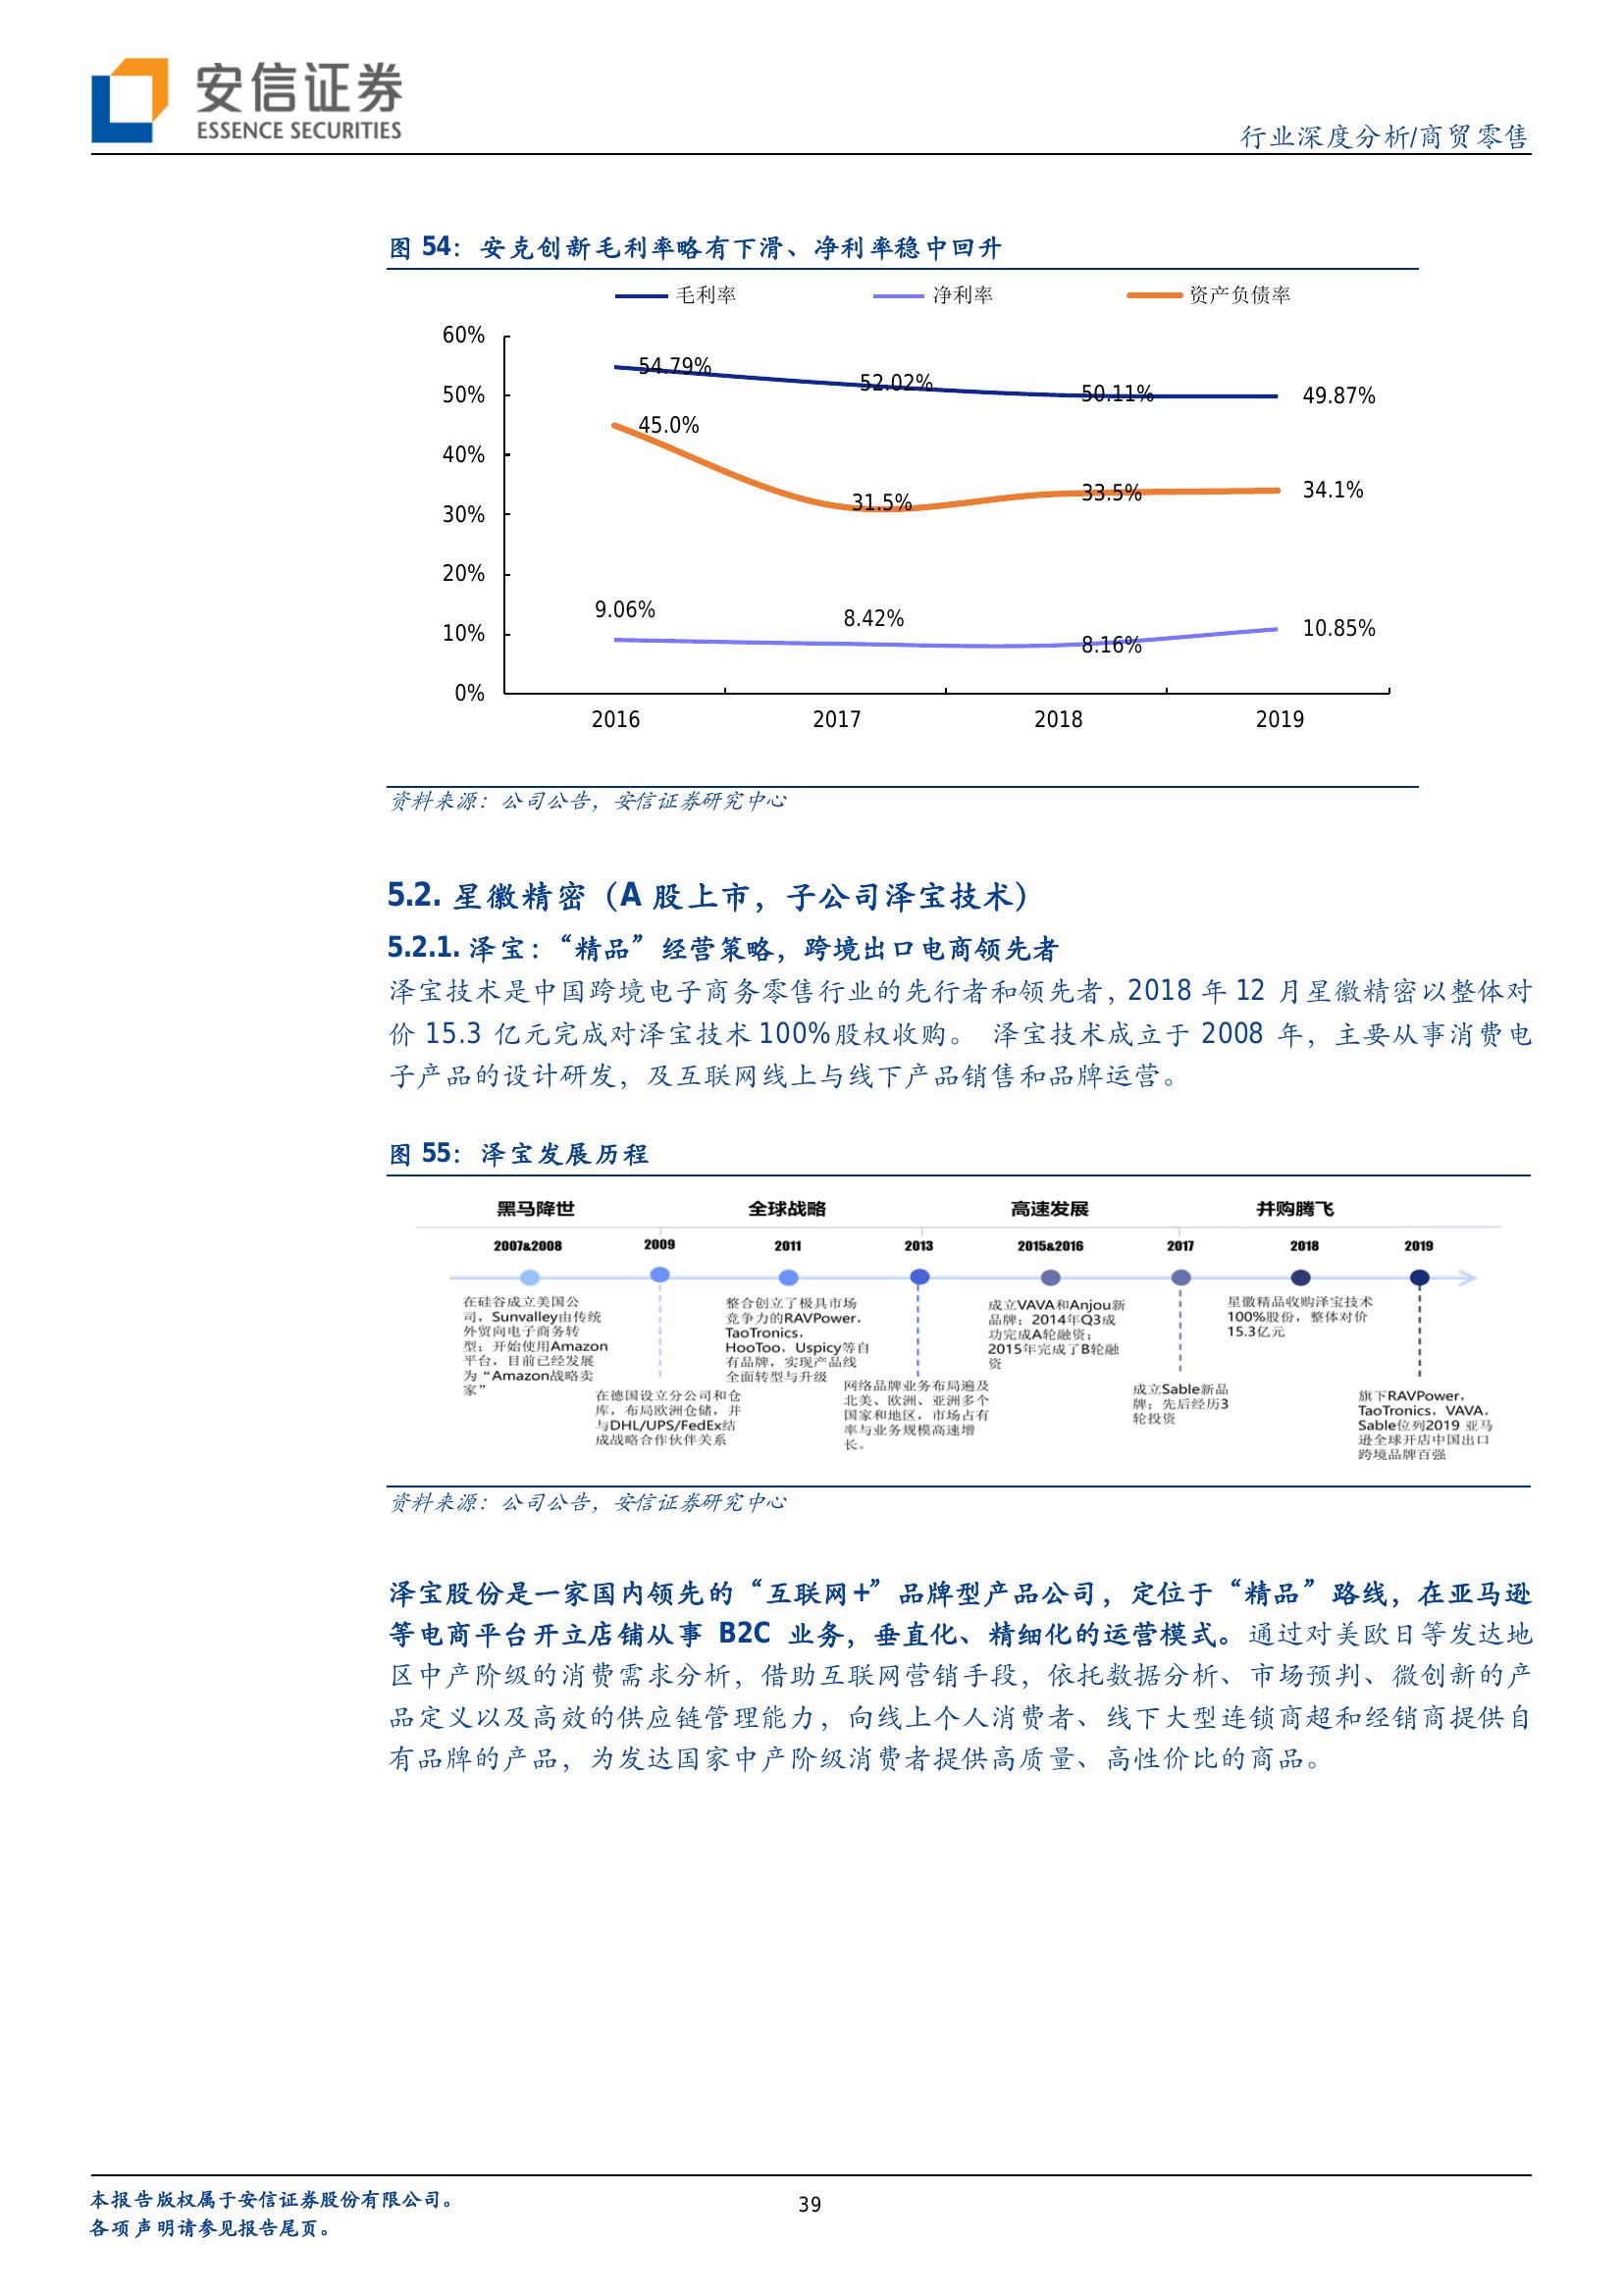 安信证券
ESSENCE SECURITIES
行业深度分析/商贸零售
图 54：安克创新毛利率略有下滑、净利率稳中回升
毛利率 净利率 资产负债率
60%
50%
40%
30%
20%
10%
0%
54.79% 52.02% 50.11% 49.87%
45.0% 31.5% 33.5% 34.1%
9.06% 8.42% 8.16% 10.85%
2016 2017 2018 2019
资料来源：公司公告，安信证券研究中心
5.2. 星徽精密（A 股上市，子公司泽宝技术）
5.2.1. 泽宝：“精品”经营策略，跨境出口电商领先者
泽宝技术是中国跨境电子商务零售行业的先行者和领先者，2018 年 12 月星徽精密以整体对
价 15.3 亿元完成对泽宝技术 100%股权收购。 泽宝技术成立于 2008 年，主要从事消费电
子产品的设计研发，及互联网线上与线下产品销售和品牌运营。
图 55：泽宝发展历程
黑马降世 全球战略 高速发展 并购腾飞
2007&2008 2009 2011 2013 2015&2016 2017 2018 2019
在硅谷成立美国公
司，Sunvalley由传统
外贸向电子商务转
型；开始使用Amazon
平台，目前已经发展
为“Amazon战略卖
家”
在德国设立分公司和仓
库，布局欧洲仓储，并
与DHL/UPS/FedEx结
成战略合作伙伴关系
整合创立了极具市场
竞争力的RAVPower，
TaoTronics，
HooToo，Uspicy等自
有品牌，实现产品线
全面转型与升级
网络品牌业务布局遍及
北美、欧洲、亚洲多个
国家和地区，市场占有
率与业务规模高速增
长。
成立VAVA和Anjou新
品牌；2014年Q3成
功完成A轮融资；
2015年完成了B轮融
资
成立Sable新品
牌；先后经历3
轮投资
星徽精品收购泽宝技术
100%股份，整体对价
15.3亿元
旗下RAVPower，
TaoTronics，VAVA，
Sable位列2019 亚马
逊全球开店中国出口
跨境品牌百强
资料来源：公司公告，安信证券研究中心
泽宝股份是一家国内领先的“互联网+”品牌型产品公司，定位于“精品”路线，在亚马逊
等电商平台开立店铺从事 B2C 业务，垂直化、精细化的运营模式。通过对美欧日等发达地
区中产阶级的消费需求分析，借助互联网营销手段，依托数据分析、市场预判、微创新的产
品定义以及高效的供应链管理能力，向线上个人消费者、线下大型连锁商超和经销商提供自
有品牌的产品，为发达国家中产阶级消费者提供高质量、高性价比的商品。
本报告版权属于安信证券股份有限公司。
各项声明请参见报告尾页。
39